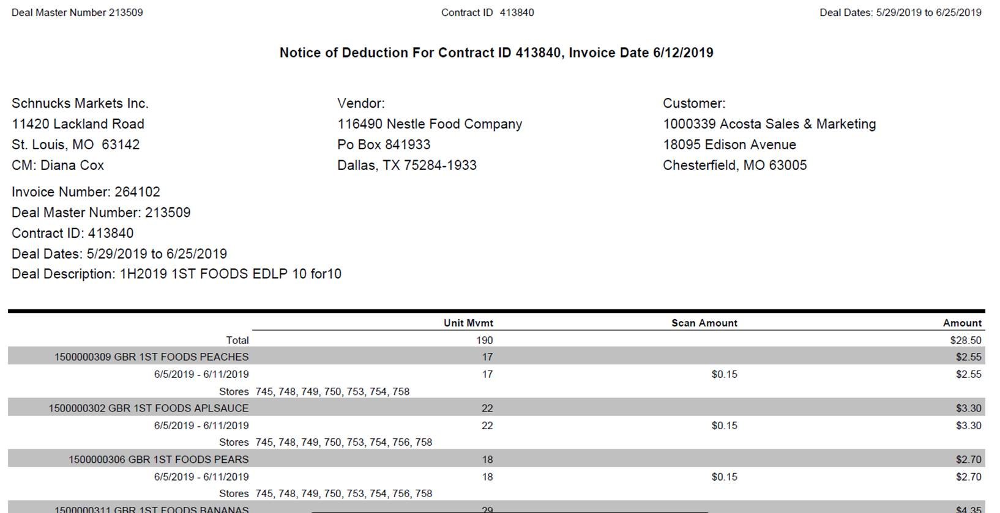 Deal Master Number 213509 Contract ID 413840 Deal Dates: 5/29/2019 to 6/25/2019
Notice of Deduction For Contract ID 413840, Invoice Date 6/12/2019
Schnucks Markets Inc. Vendor: Customer:
11420 Lackland Road 116490 Nestle Food Company 1000339 Acosta Sales & Marketing
St. Louis, MO 63142 Po Box 841933 18095 Edison Avenue
CM: Diana Cox Dallas, TX 75284-1933 Chesterfield, MO 63005
Invoice Number: 264102
Deal Master Number: 213509
Contract ID: 413840
Deal Dates: 5/29/2019 to 6/25/2019
Deal Description: 1H2019 1ST FOODS EDLP 10 for10
Unit Mvmt Scan Amount Amount
Total 190 $28.50
1500000309 GBR 1ST FOODS PEACHES 17 $2.55
6/5/2019 - 6/11/2019 17 $0.15 $2.55
Stores 745, 748, 749, 750, 753, 754, 758
1500000302 GBR 1ST FOODS APLSAUCE 22 $3.30
6/5/2019 - 6/11/2019 22 $0.15 $3.30
Stores 745, 748, 749, 750, 753, 754, 756, 758
1500000306 GBR 1ST FOODS PEARS 18 $2.70
6/5/2019 - 6/11/2019 18 $0.15 $2.70
Stores 745, 748, 749, 750, 753, 754, 756, 758
1500000311 GBR 1ST FOODS BANANAS 29 $4.35